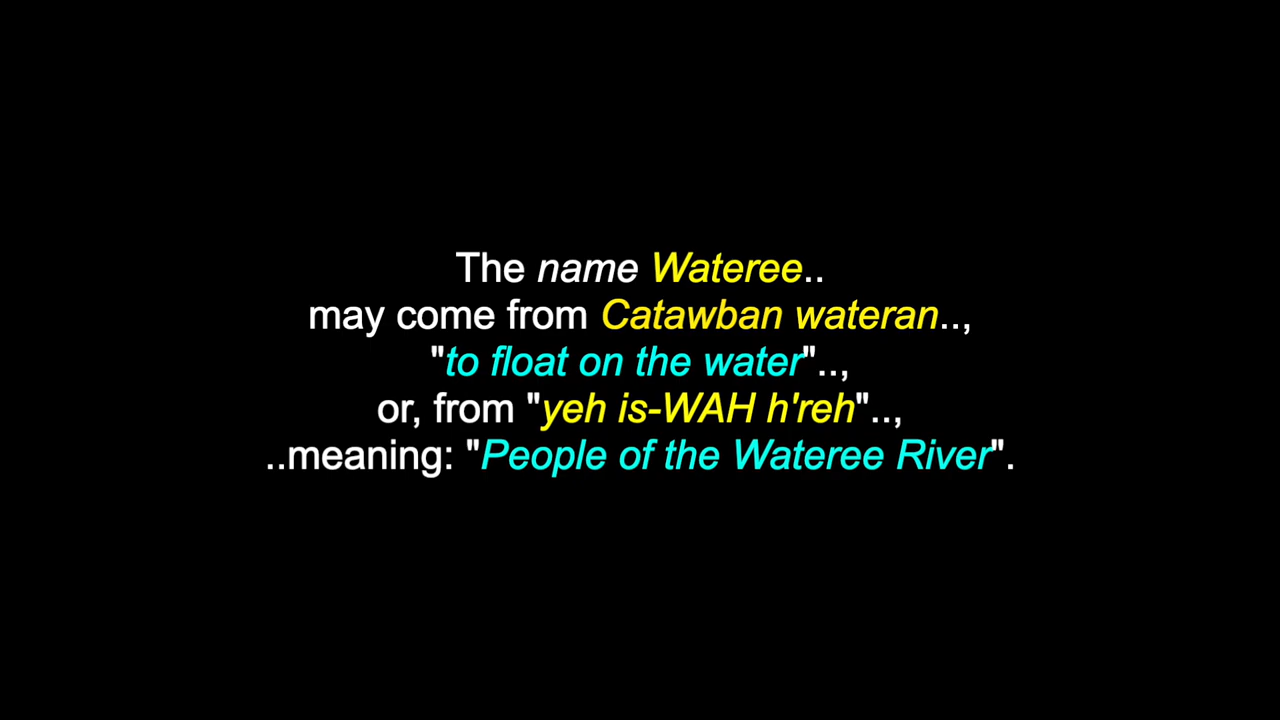 The name Wateree..
may come from Catawban wateran..,
"to float on the water"..,
or, from "yeh is-WAH h'reh"..,
..meaning: "People of the Wateree River".